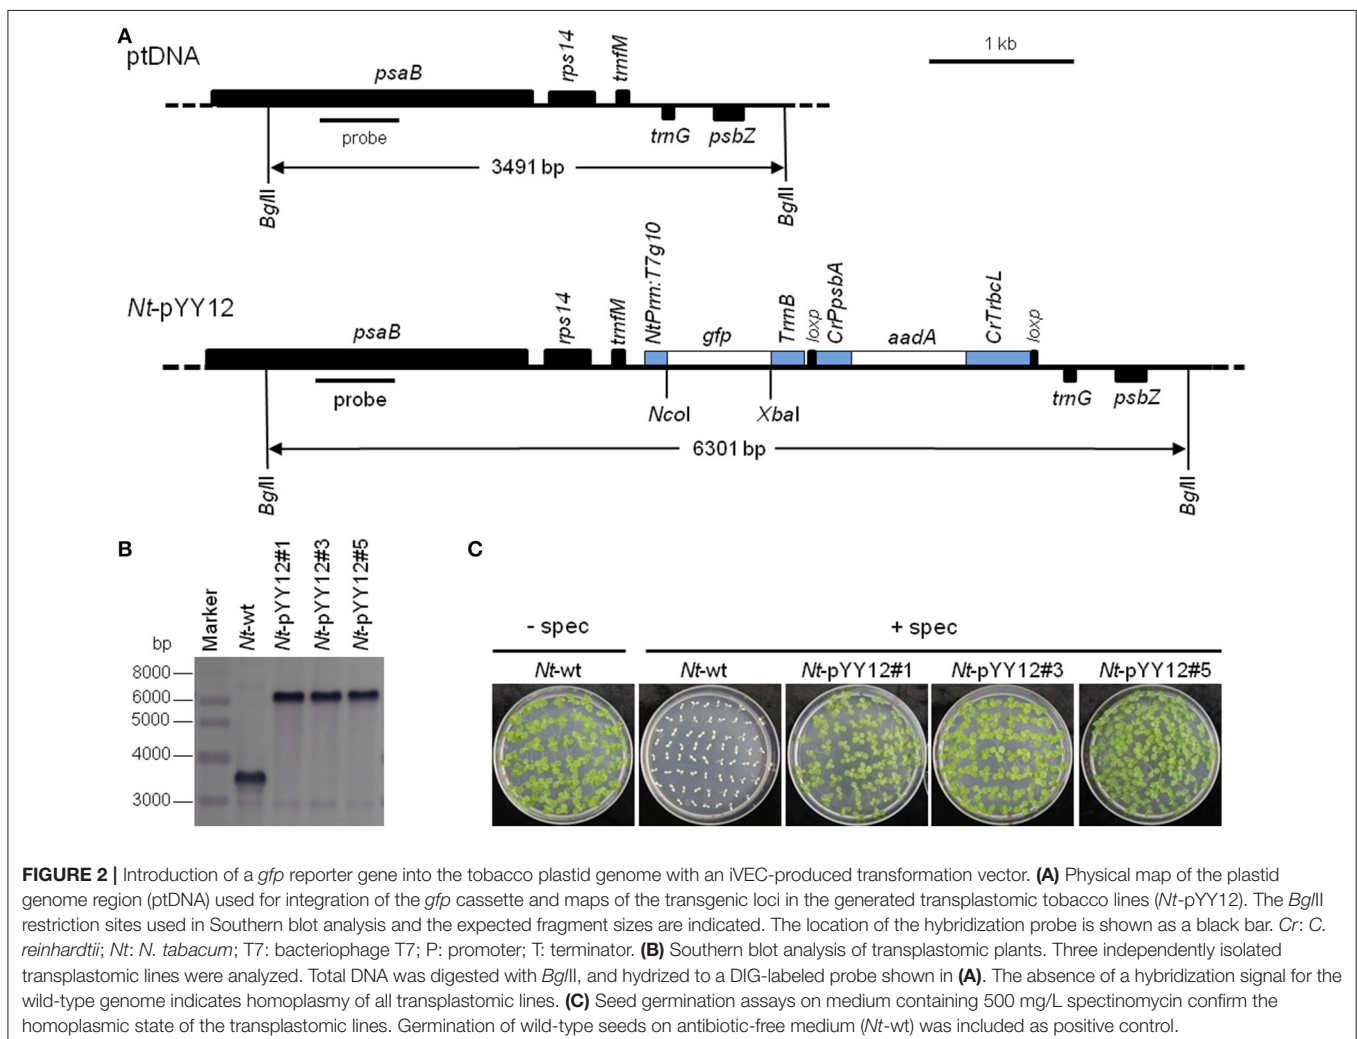 A
ptDNA
1 kb
psaB
rps14
trnfM
probe
trnG
psbZ
3491 bp
BglII
BglII
Nt-pYY12
psaB
rps14
trnfM
NtPrrn:T7g10
gfp
TrrnB
loxp
CrPpsbA
aadA
CrTrbcL
loxp
probe
NcoI
XbaI
trnG
psbZ
6301 bp
BglII
BglII
B
bp
Marker
Nt-wt
Nt-pYY12#1
Nt-pYY12#3
Nt-pYY12#5
8000
6000
5000
4000
3000
C
- spec
+ spec
Nt-wt
Nt-wt
Nt-pYY12#1
Nt-pYY12#3
Nt-pYY12#5
FIGURE 2 | Introduction of a gfp reporter gene into the tobacco plastid genome with an iVEC-produced transformation vector. (A) Physical map of the plastid
genome region (ptDNA) used for integration of the gfp cassette and maps of the transgenic loci in the generated transplastomic tobacco lines (Nt-pYY12). The BglII
restriction sites used in Southern blot analysis and the expected fragment sizes are indicated. The location of the hybridization probe is shown as a black bar. Cr: C.
reinhardtii; Nt: N. tabacum; T7: bacteriophage T7; P: promoter; T: terminator. (B) Southern blot analysis of transplastomic plants. Three independently isolated
transplastomic lines were analyzed. Total DNA was digested with BglII, and hydrized to a DIG-labeled probe shown in (A). The absence of a hybridization signal for the
wild-type genome indicates homoplasmy of all transplastomic lines. (C) Seed germination assays on medium containing 500 mg/L spectinomycin confirm the
homoplasmic state of the transplastomic lines. Germination of wild-type seeds on antibiotic-free medium (Nt-wt) was included as positive control.